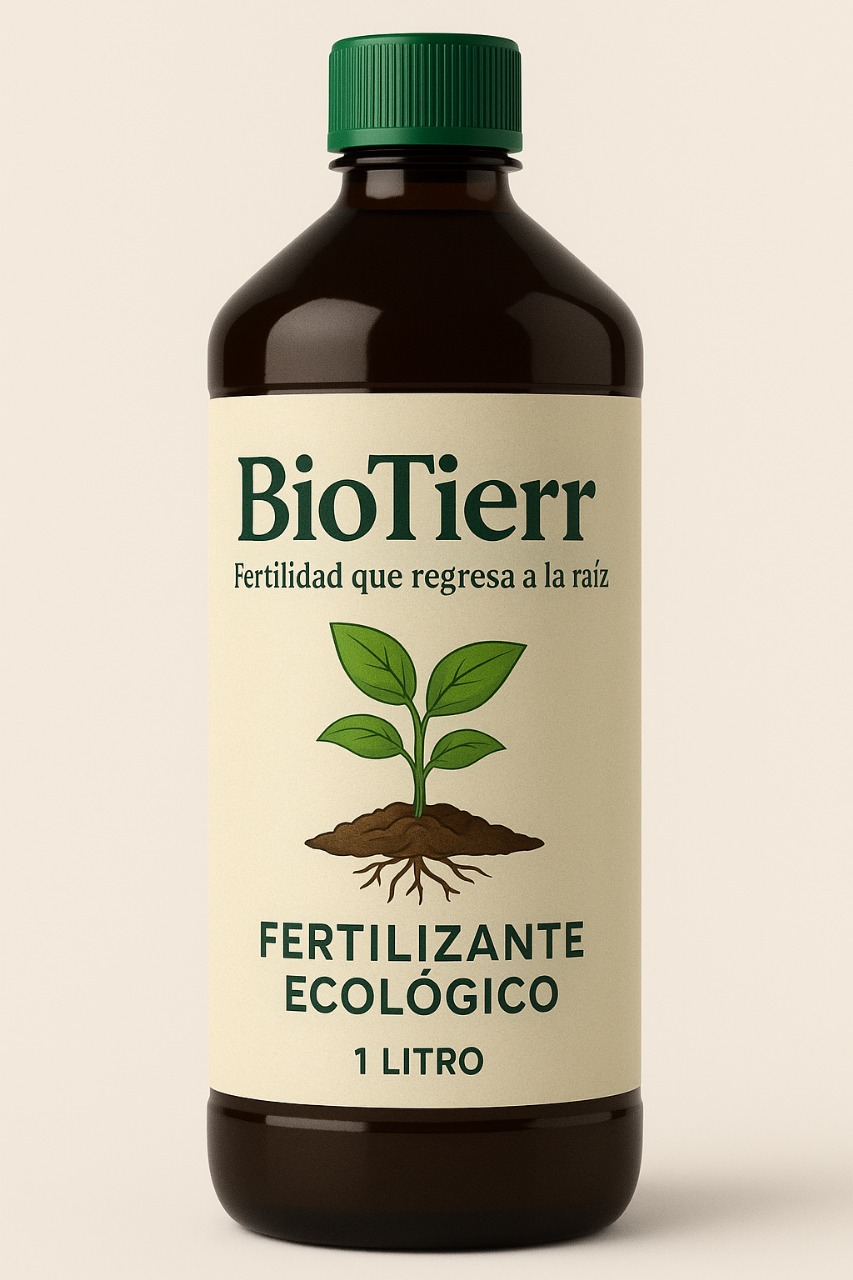 BioTierr
Fertilidad que regresa a la raíz
FERTILIZANTE
ECOLÓGICO
1 LITRO